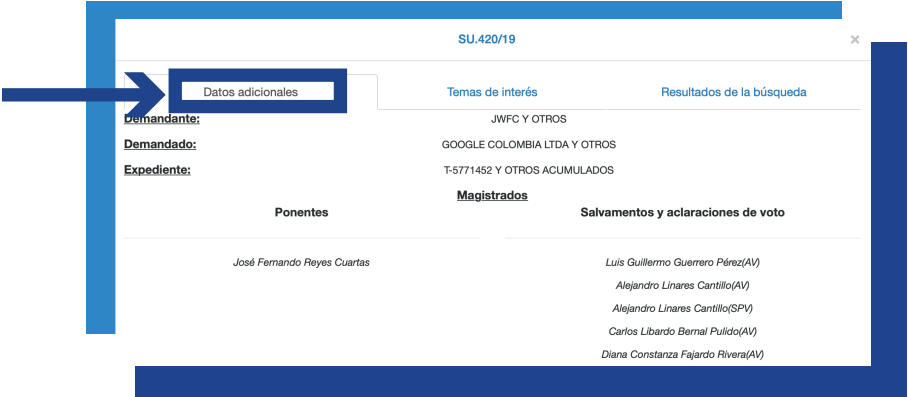 SU.420/19
×
Datos adicionales Temas de interés Resultados de la búsqueda
Demandante: JWFC Y OTROS
Demandado: GOOGLE COLOMBIA LTDA Y OTROS
Expediente: T-5771452 Y OTROS ACUMULADOS
Magistrados
Ponentes Salvamentos y aclaraciones de voto
José Fernando Reyes Cuartas Luis Guillermo Guerrero Pérez(AV)
Alejandro Linares Cantillo(AV)
Alejandro Linares Cantillo(SPV)
Carlos Libardo Bernal Pulido(AV)
Diana Constanza Fajardo Rivera(AV)